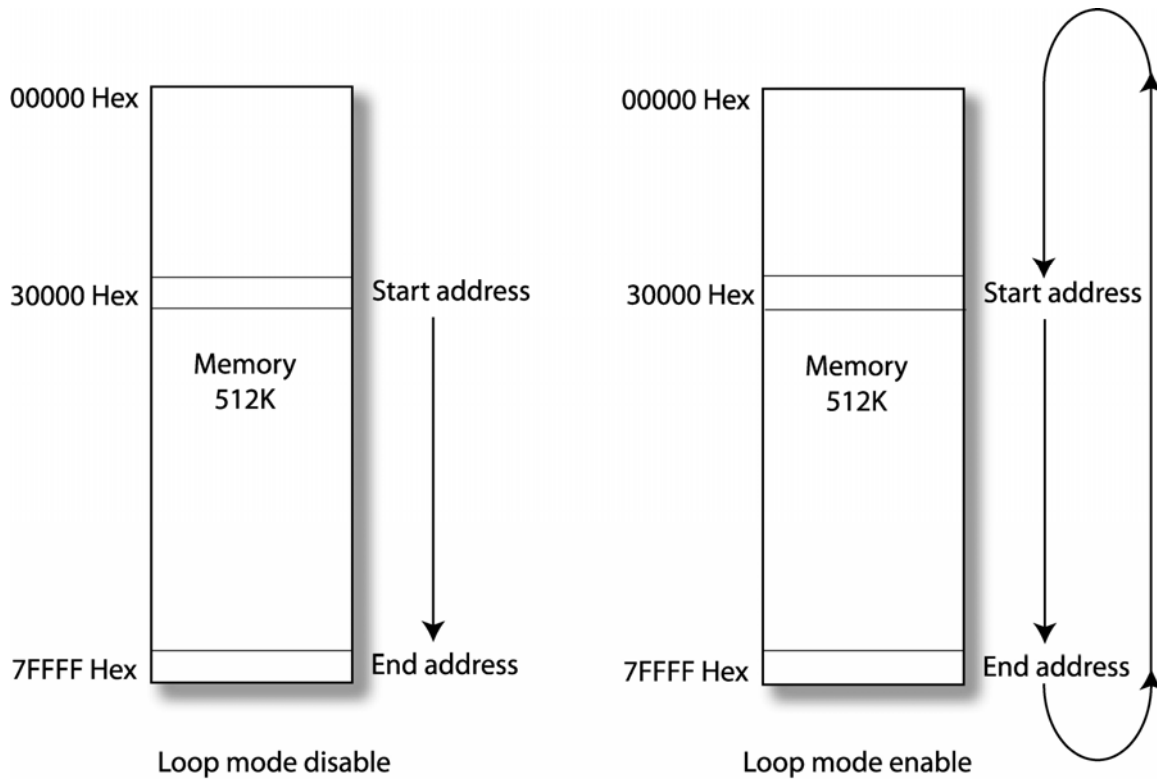 00000 Hex
30000 Hex
Start address
Memory
512K
7FFFF Hex
End address
Loop mode disable
00000 Hex
30000 Hex
Start address
Memory
512K
7FFFF Hex
End address
Loop mode enable